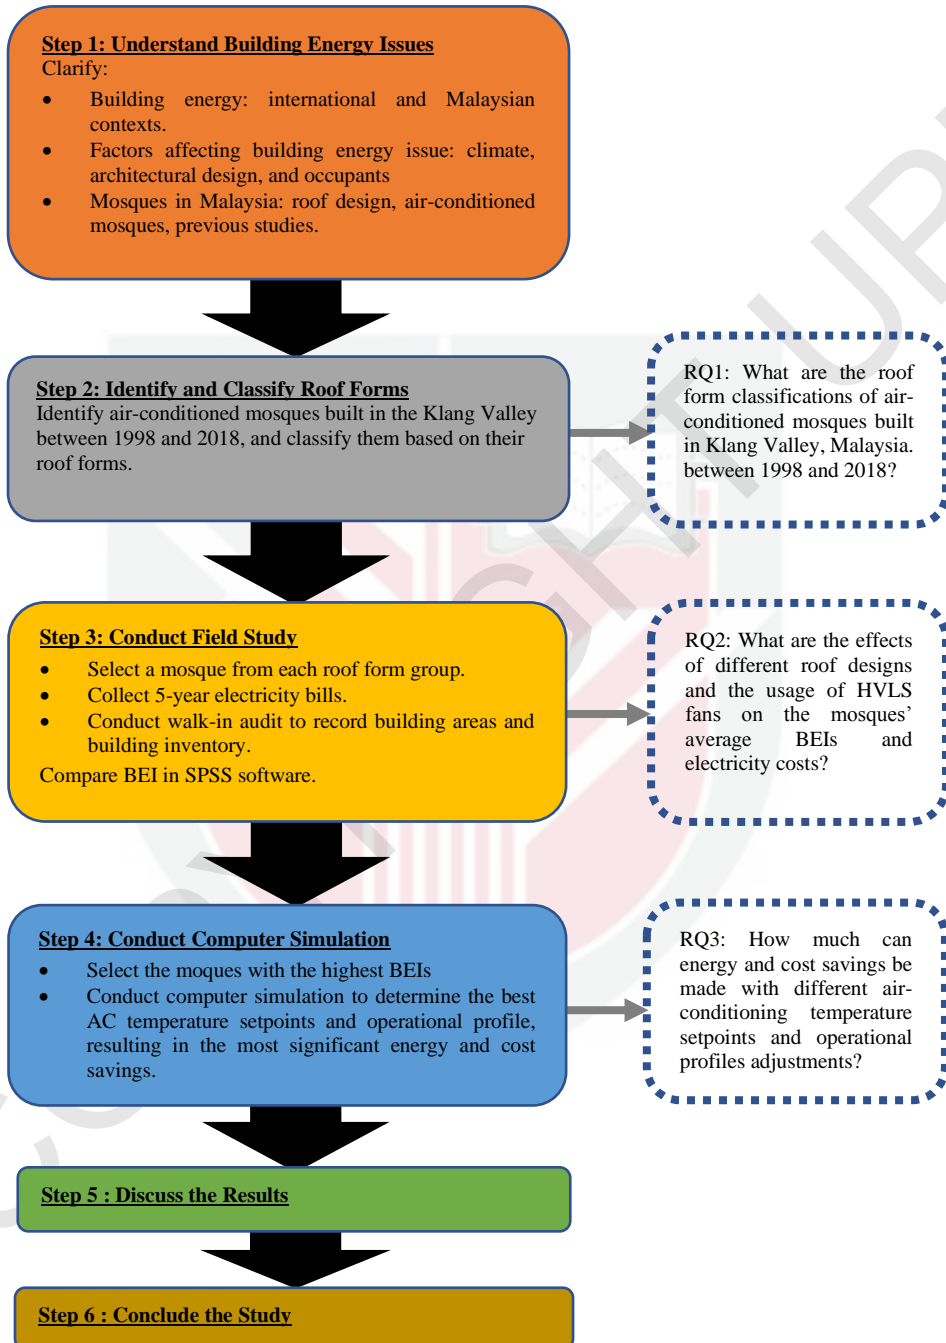 Step 1: Understand Building Energy Issues
Clarify:
• Building energy: international and Malaysian
contexts.
• Factors affecting building energy issue: climate,
architectural design, and occupants
• Mosques in Malaysia: roof design, air-conditioned
mosques, previous studies.
Step 2: Identify and Classify Roof Forms
Identify air-conditioned mosques built in the Klang Valley
between 1998 and 2018, and classify them based on their
roof forms.
RQ1: What are the roof
form classifications of air-
conditioned mosques built
in Klang Valley, Malaysia.
between 1998 and 2018?
Step 3: Conduct Field Study
• Select a mosque from each roof form group.
• Collect 5-year electricity bills.
• Conduct walk-in audit to record building areas and
building inventory.
Compare BEI in SPSS software.
RQ2: What are the effects
of different roof designs
and the usage of HVLS
fans on the mosques'
average BEIs and
electricity costs?
Step 4: Conduct Computer Simulation
• Select the moques with the highest BEIs
• Conduct computer simulation to determine the best
AC temperature setpoints and operational profile,
resulting in the most significant energy and cost
savings.
RQ3: How much can
energy and cost savings be
made with different air-
conditioning temperature
setpoints and operational
profiles adjustments?
Step 5 : Discuss the Results
Step 6 : Conclude the Study
COPYRIGHT UP